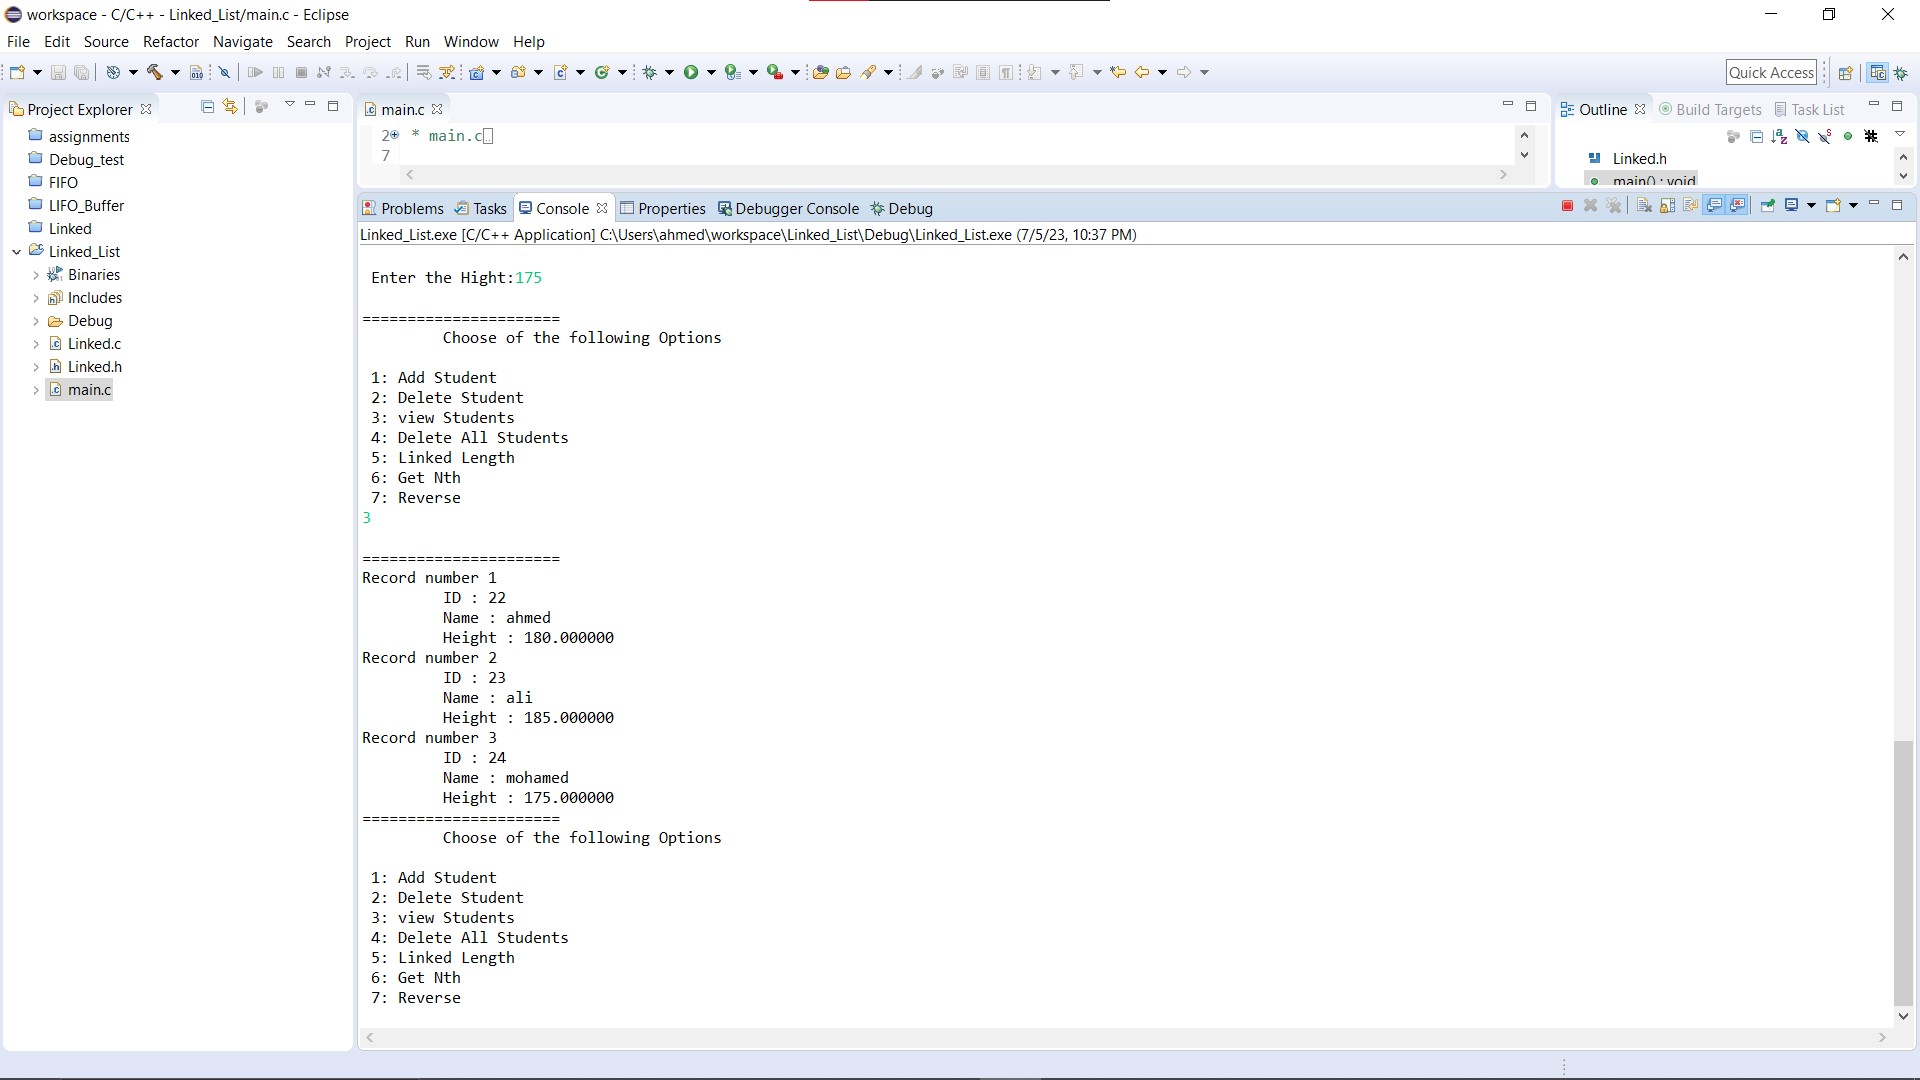 workspace - C/C++ - Linked_List/main.c - Eclipse
File Edit Source Refactor Navigate Search Project Run Window Help
Quick Access
Project Explorer
assignments
Debug_test
FIFO
LIFO_Buffer
Linked
Linked_List
Binaries
Includes
Debug
Linked.c
Linked.h
main.c
main.c
2 * main.c
7
Outline Build Targets Task List
Linked.h
main() : void
Problems Tasks Console Properties Debugger Console Debug
Linked_List.exe [C/C++ Application] C:\Users\ahmed\workspace\Linked_List\Debug\Linked_List.exe (7/5/23, 10:37 PM)
Enter the Hight:175
======================
Choose of the following Options
1: Add Student
2: Delete Student
3: view Students
4: Delete All Students
5: Linked Length
6: Get Nth
7: Reverse
3
======================
Record number 1
ID : 22
Name : ahmed
Height : 180.000000
Record number 2
ID : 23
Name : ali
Height : 185.000000
Record number 3
ID : 24
Name : mohamed
Height : 175.000000
======================
Choose of the following Options
1: Add Student
2: Delete Student
3: view Students
4: Delete All Students
5: Linked Length
6: Get Nth
7: Reverse